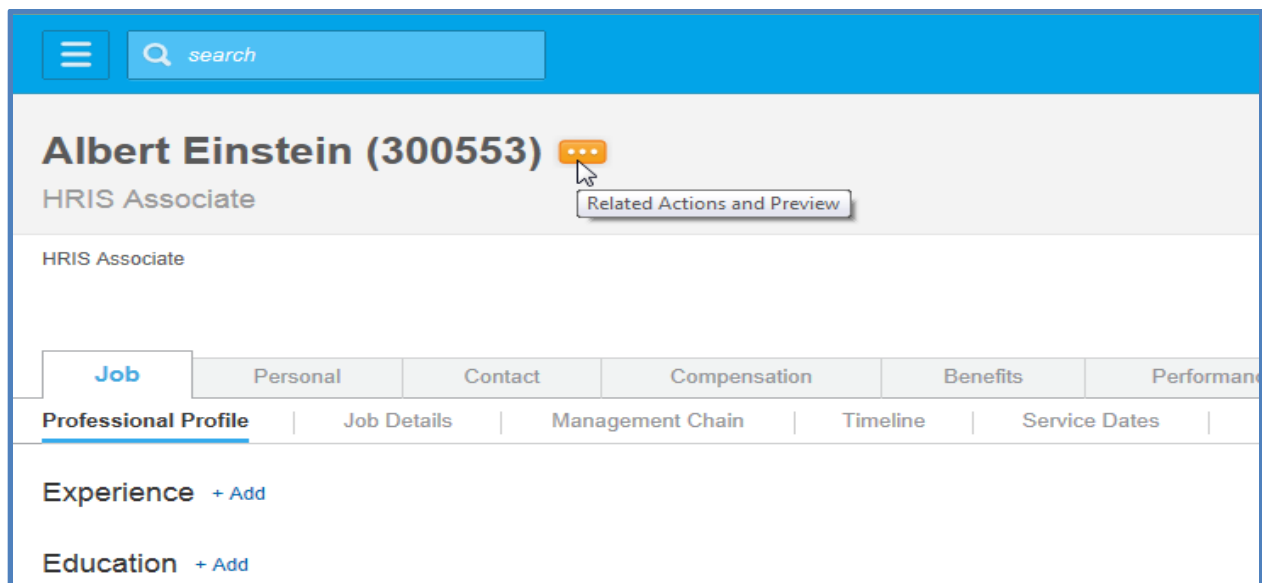 search
Albert Einstein (300553)
HRIS Associate
Related Actions and Preview
HRIS Associate
Job Personal Contact Compensation Benefits Performan
Professional Profile | Job Details | Management Chain | Timeline | Service Dates |
Experience + Add
Education + Add